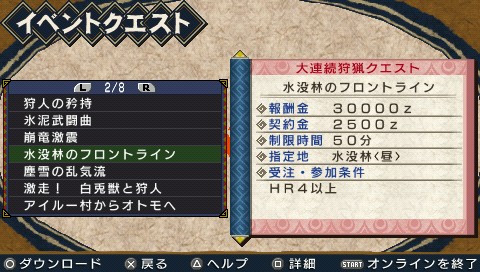 イベントクエスト
L 2/8 R
狩人の矜持
氷泥武闘曲
崩竜激震
水没林のフロントライン
塵雪の乱気流
激走！ 白兎獣と狩人
アイルー村からオトモへ
大連続狩猟クエスト
水没林のフロントライン
報酬金 30000z
契約金 2500z
制限時間 50分
指定地 水没林<昼>
受注・参加条件
HR4以上
○ダウンロード ×戻る △ヘルプ □詳細 START オンラインを終了